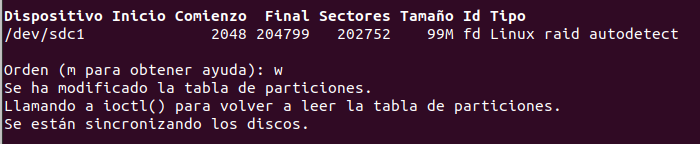 Dispositivo Inicio Comienzo Final Sectores Tamaño Id Tipo
/dev/sdc1 2048 204799 202752 99M fd Linux raid autodetect
Orden (m para obtener ayuda): w
Se ha modificado la tabla de particiones.
Llamando a ioctl() para volver a leer la tabla de particiones.
Se están sincronizando los discos.